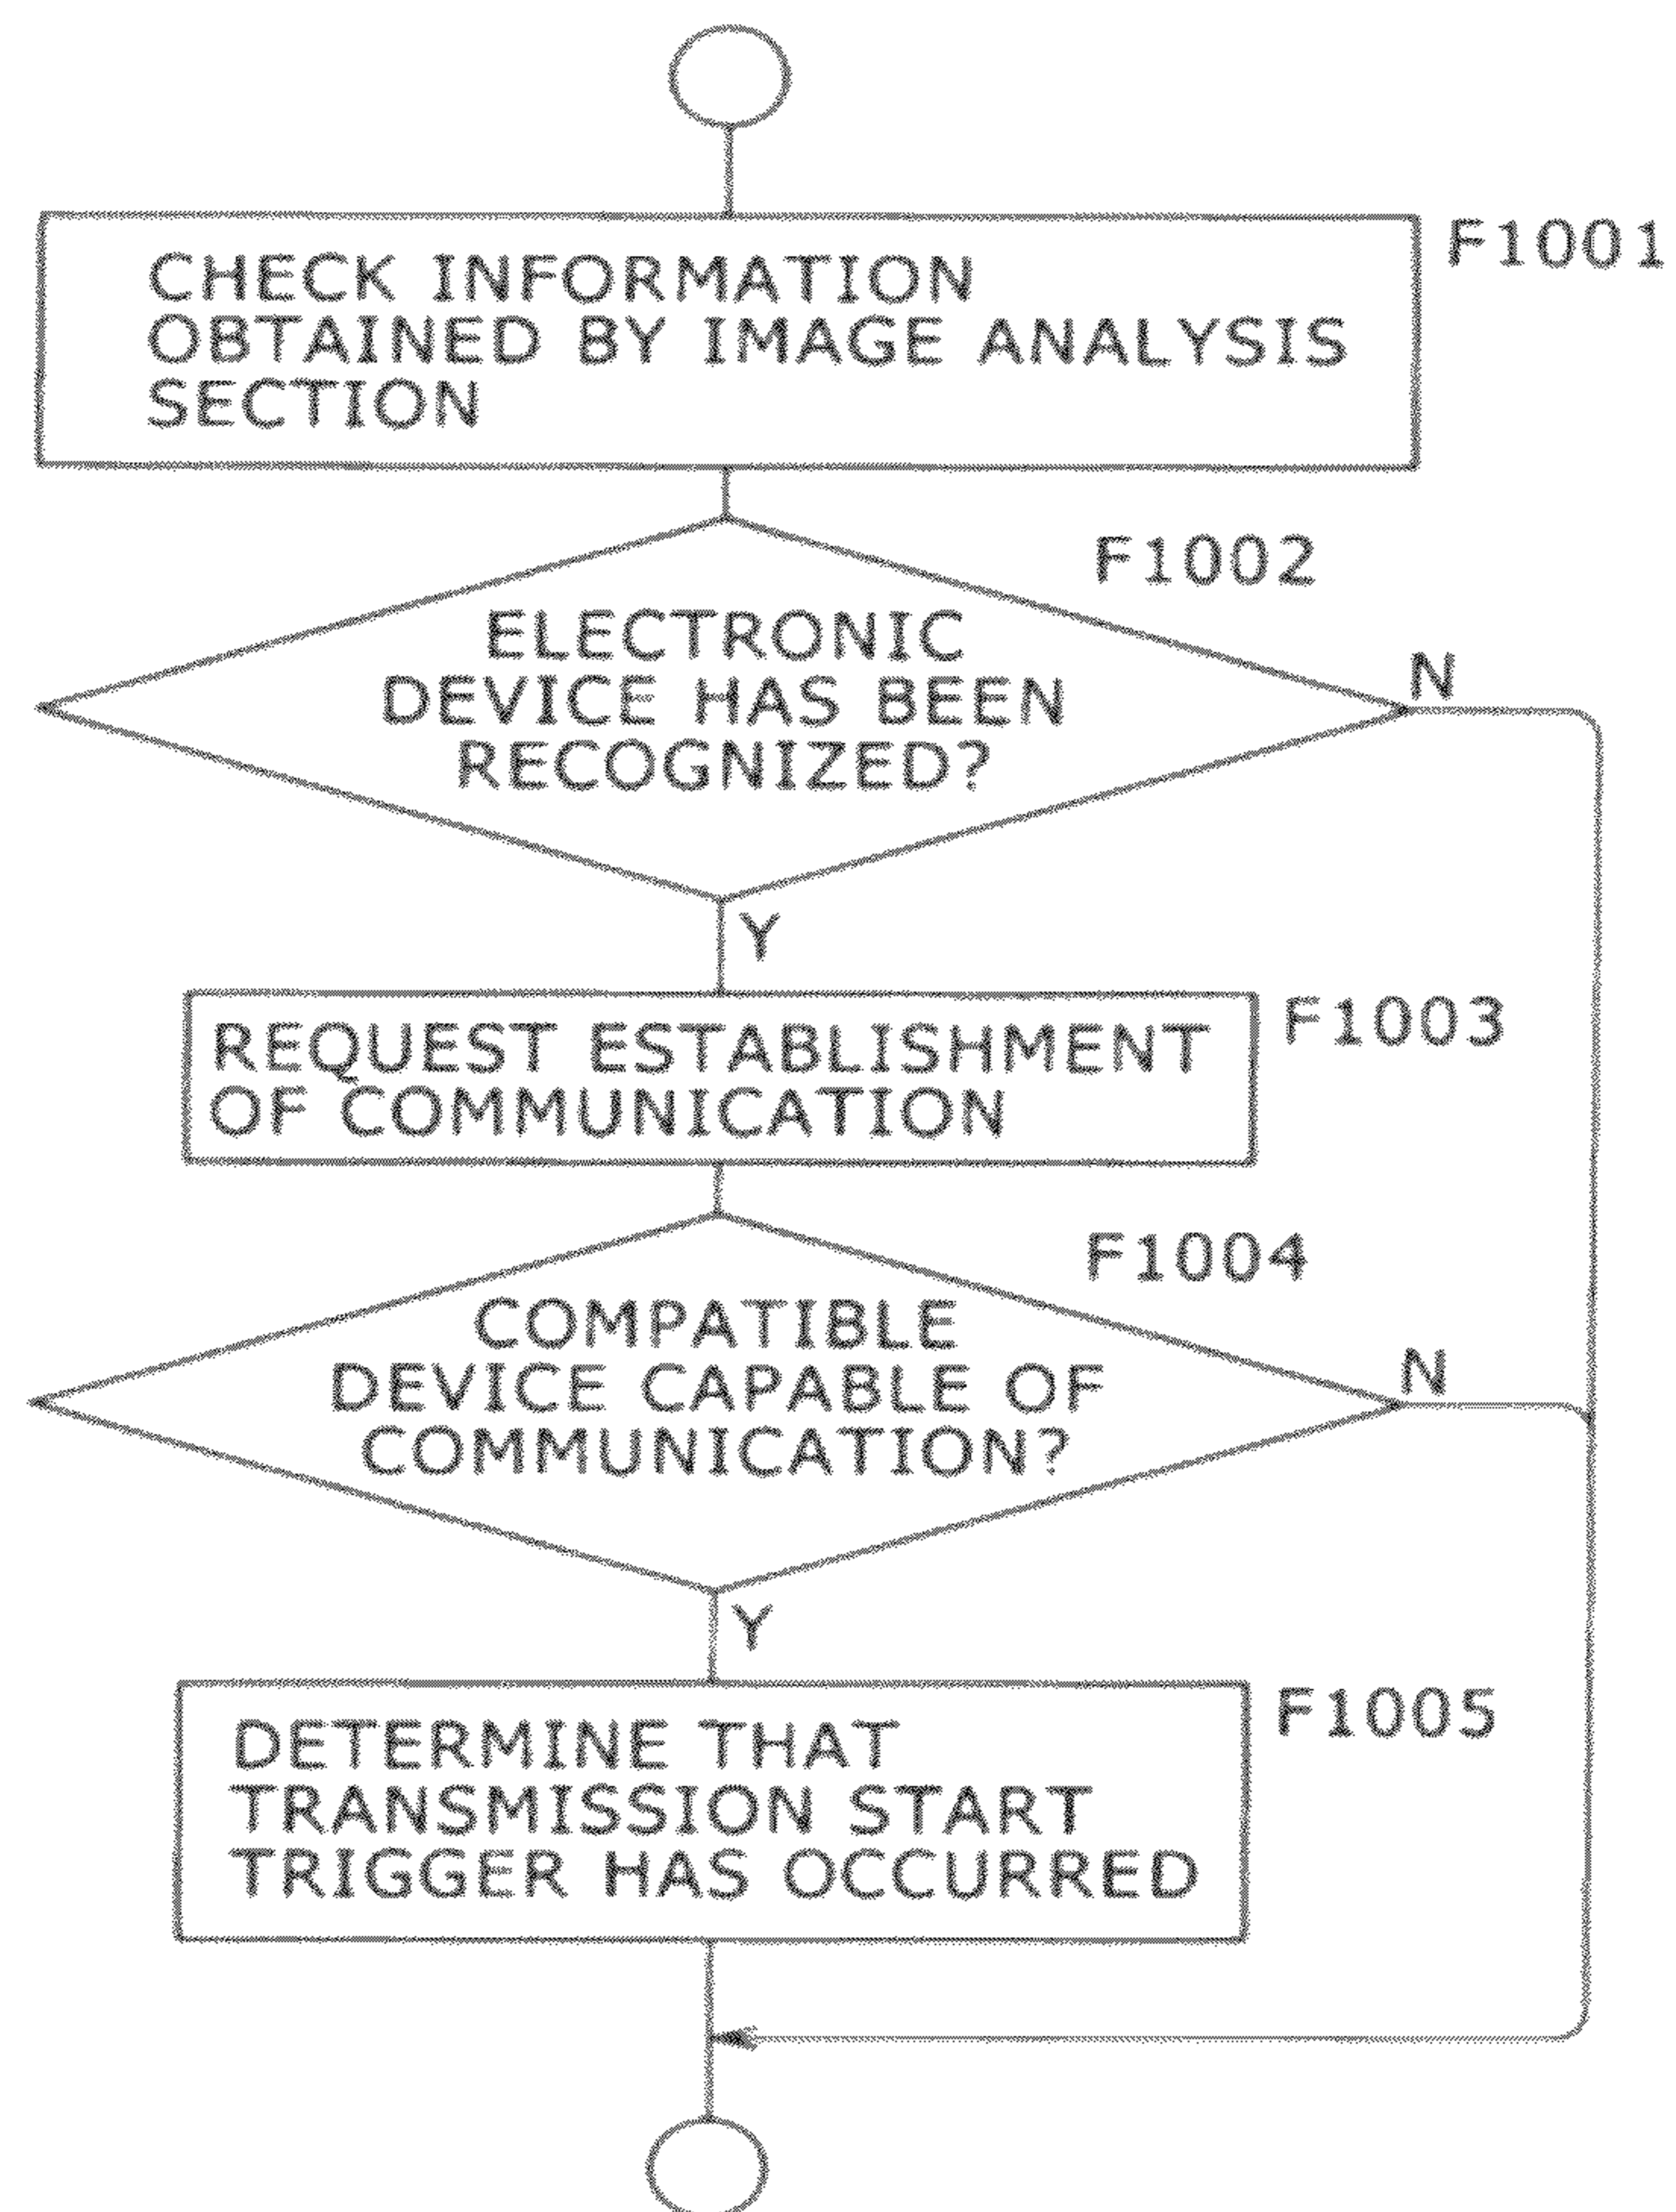 CHECK INFORMATION
OBTAINED BY IMAGE ANALYSIS
SECTION
F1001
F1002
ELECTRONIC
DEVICE HAS BEEN
RECOGNIZED?
N
Y
REQUEST ESTABLISHMENT
OF COMMUNICATION
F1003
F1004
COMPATIBLE
DEVICE CAPABLE OF
COMMUNICATION?
N
Y
DETERMINE THAT
TRANSMISSION START
TRIGGER HAS OCCURRED
F1005